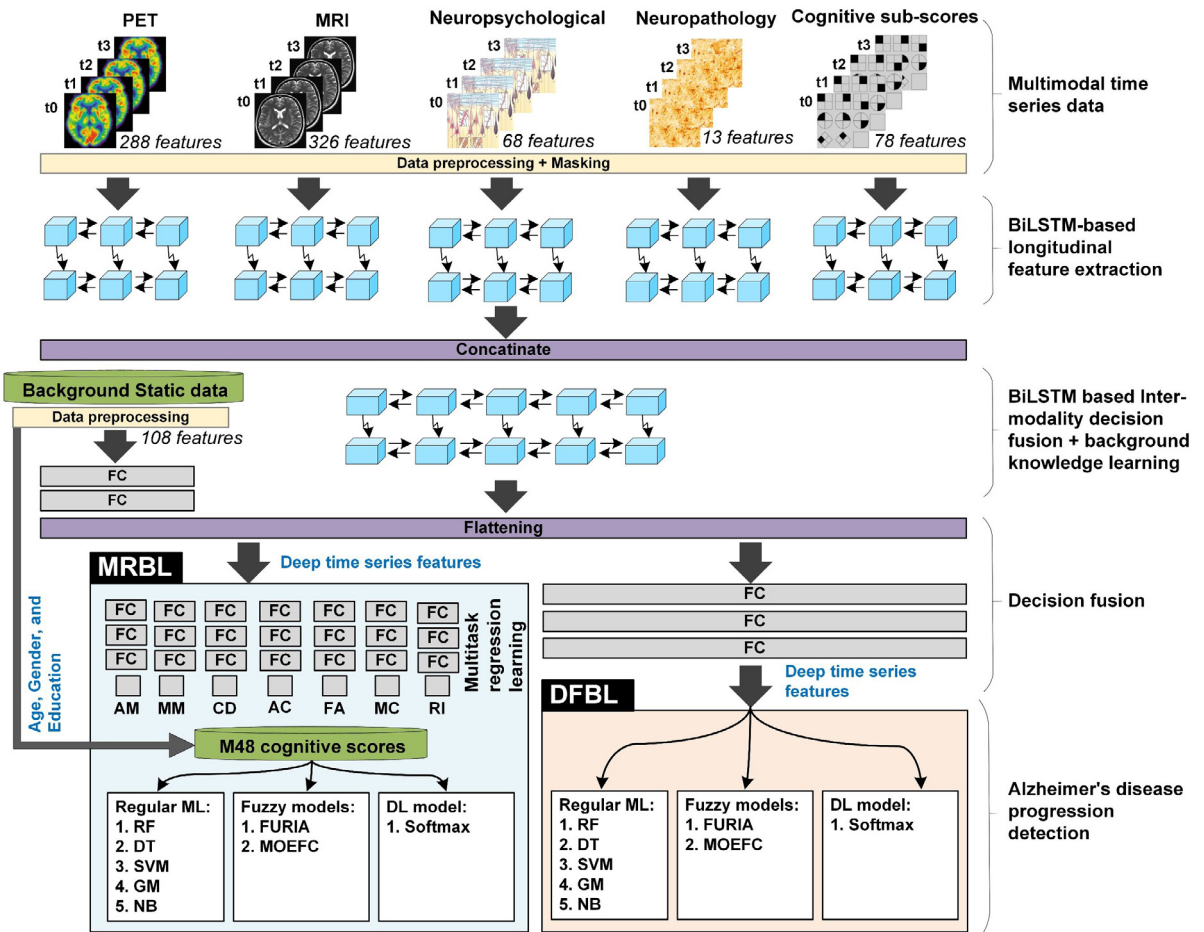 PET
MRI
Neuropsychological
Neuropathology
Cognitive sub-scores
t3
t2
t1
t0
288 features
t3
t2
t1
t0
326 features
t3
t2
t1
t0
68 features
t3
t2
t1
t0
13 features
t3
t2
t1
t0
78 features
Multimodal time
series data
Data preprocessing + Masking
BiLSTM-based
longitudinal
feature extraction
Concatinate
Background Static data
Data preprocessing
108 features
FC
FC
BiLSTM based Inter-
modality decision
fusion + background
knowledge learning
Flattening
MRBL
Deep time series features
FC FC FC FC FC FC FC
FC FC FC FC FC FC FC
FC FC FC FC FC FC FC
AM MM CD AC FA MC RI
Multitask
regression
learning
Age, Gender, and
Education
M48 cognitive scores
Regular ML:
1. RF
2. DT
3. SVM
4. GM
5. NB
Fuzzy models:
1. FURIA
2. MOEFC
DL model:
1. Softmax
FC
FC
FC
Decision fusion
Deep time series
features
DFBL
Regular ML:
1. RF
2. DT
3. SVM
4. GM
5. NB
Fuzzy models:
1. FURIA
2. MOEFC
DL model:
1. Softmax
Alzheimer's disease
progression
detection